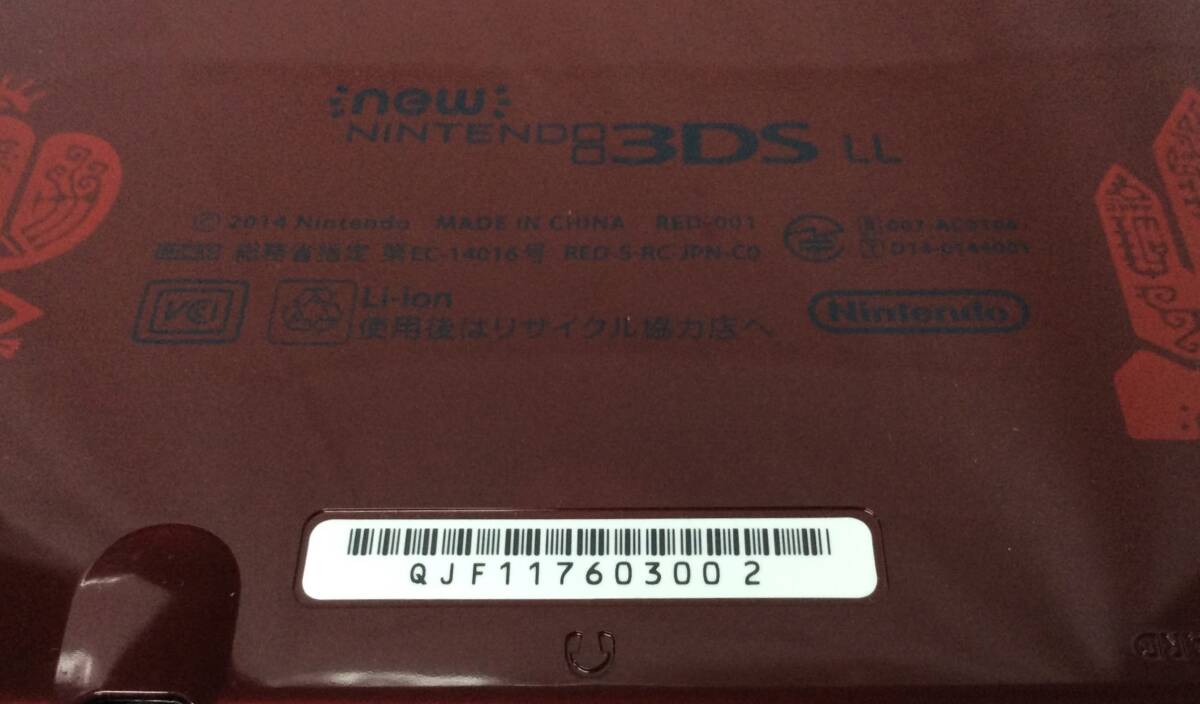 new
NINTENDO 3DS LL
© 2014 Nintendo MADE IN CHINA RED-001
総務省指定 第EC-14016号 RED-S-RC-JPN-C0
VCI
Li-ion
使用後はリサイクル協力店へ
Nintendo
QJF11760300 2